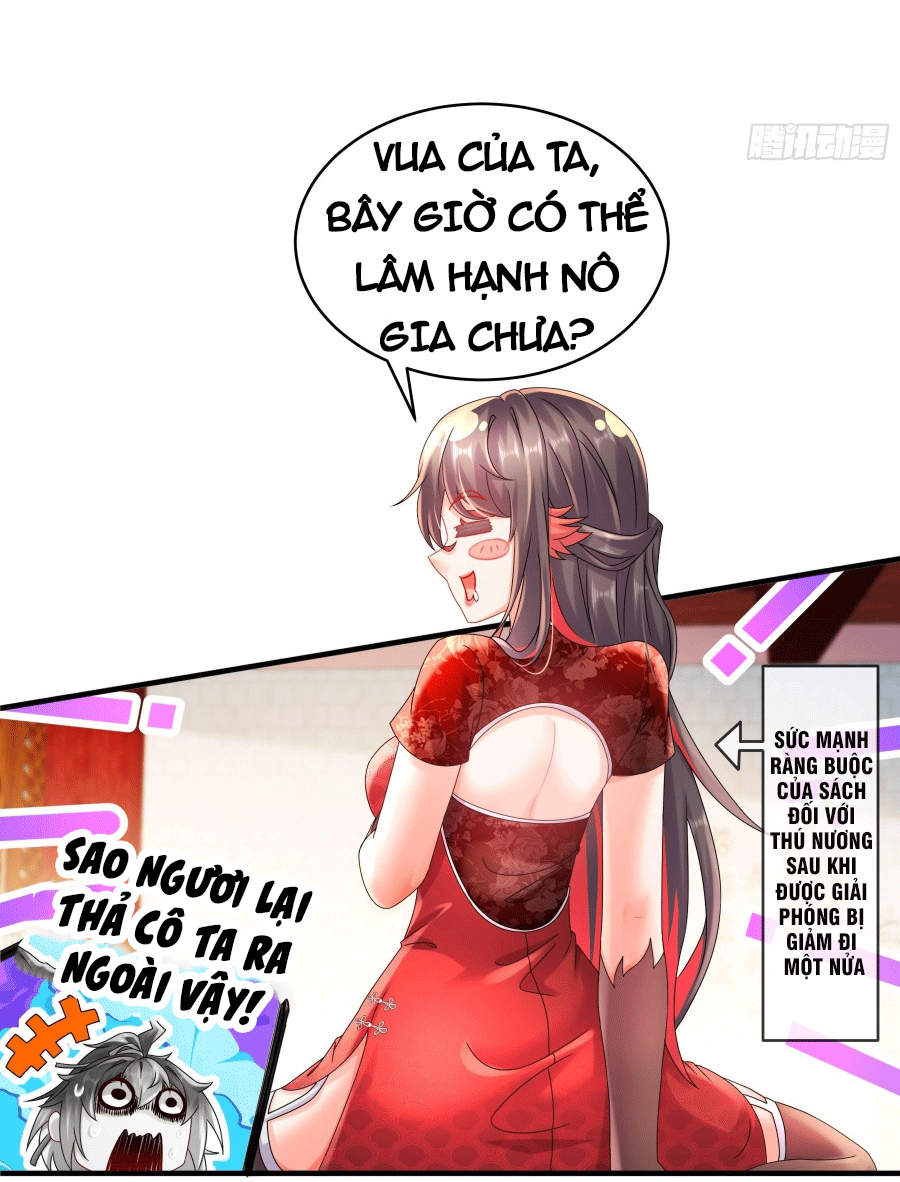 腾讯动漫
VUA CỦA TA,
BÂY GIỜ CÓ THỂ
LÂM HẠNH NÔ
GIA CHƯA?
SỨC MẠNH
RÀNG BUỘC
CỦA SÁCH
ĐỐI VỚI
THÚ NƯƠNG
SAU KHI
ĐƯỢC GIẢI
PHÓNG BỊ
GIẢM ĐI
MỘT NỬA
SAO NGƯƠI LẠI
THẢ CÔ TA RA
NGOÀI VẬY!